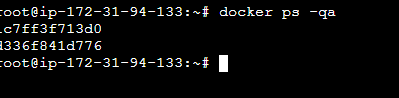 root@ip-172-31-94-133:~# docker ps -qa
c7ff3f713d0
d336f841d776
root@ip-172-31-94-133:~#